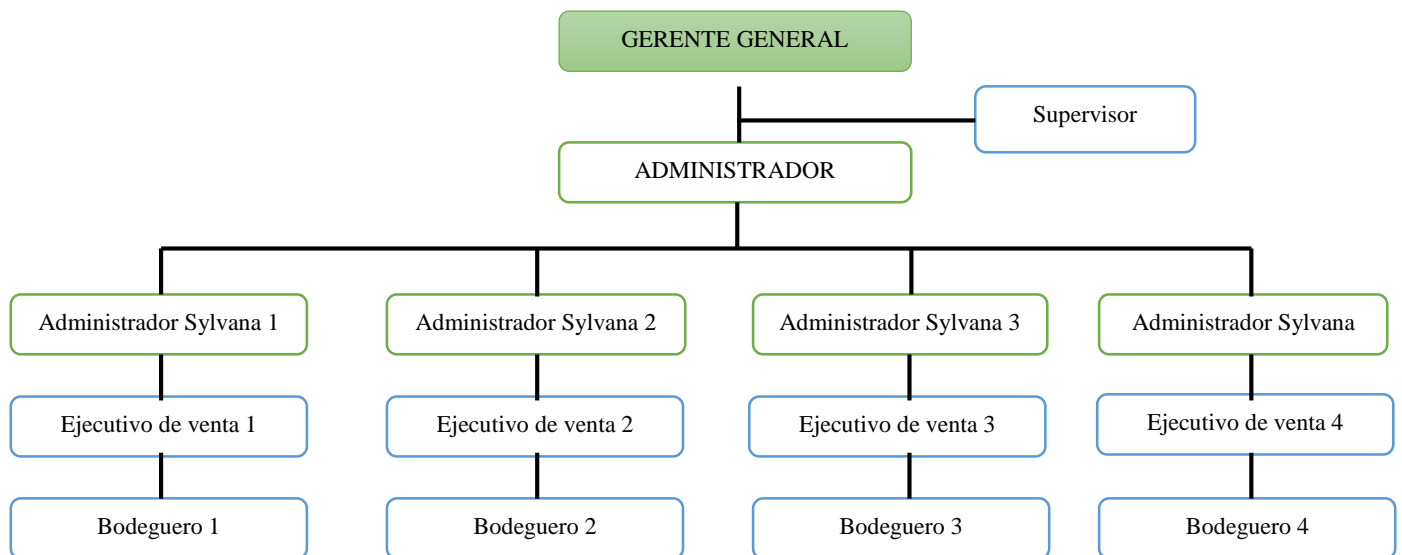 GERENTE GENERAL
Supervisor
ADMINISTRADOR
Administrador Sylvana 1
Administrador Sylvana 2
Administrador Sylvana 3
Administrador Sylvana
Ejecutivo de venta 1
Ejecutivo de venta 2
Ejecutivo de venta 3
Ejecutivo de venta 4
Bodeguero 1
Bodeguero 2
Bodeguero 3
Bodeguero 4